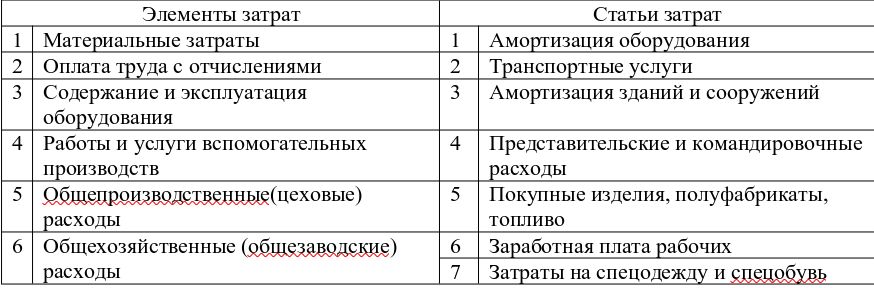 Элементы затрат
Статьи затрат
1 Материальные затраты
1 Амортизация оборудования
2 Оплата труда с отчислениями
2 Транспортные услуги
3 Содержание и эксплуатация
оборудования
3 Амортизация зданий и сооружений
4 Работы и услуги вспомогательных
производств
4 Представительские и командировочные
расходы
5 Общепроизводственные(цеховые)
расходы
5 Покупные изделия, полуфабрикаты,
топливо
6 Общехозяйственные (общезаводские)
расходы
6 Заработная плата рабочих
7 Затраты на спецодежду и спецобувь